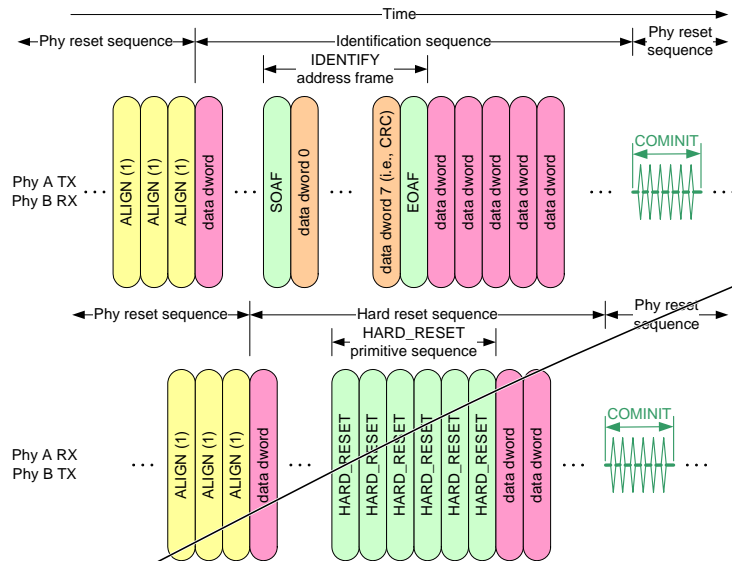 Time
Phy reset sequence
Identification sequence
Phy reset
sequence
IDENTIFY
address frame
Phy A TX
Phy B RX
...
ALIGN (1)
ALIGN (1)
ALIGN (1)
data dword
...
SOAF
data dword 0
...
data dword 7 (i.e., CRC)
EOAF
data dword
data dword
data dword
data dword
data dword
...
COMINIT
...
Phy reset sequence
Hard reset sequence
Phy reset
sequence
HARD_RESET
primitive sequence
Phy A RX
Phy B TX
...
ALIGN (1)
ALIGN (1)
ALIGN (1)
data dword
...
HARD_RESET
HARD_RESET
HARD_RESET
HARD_RESET
HARD_RESET
HARD_RESET
data dword
data dword
...
COMINIT
...